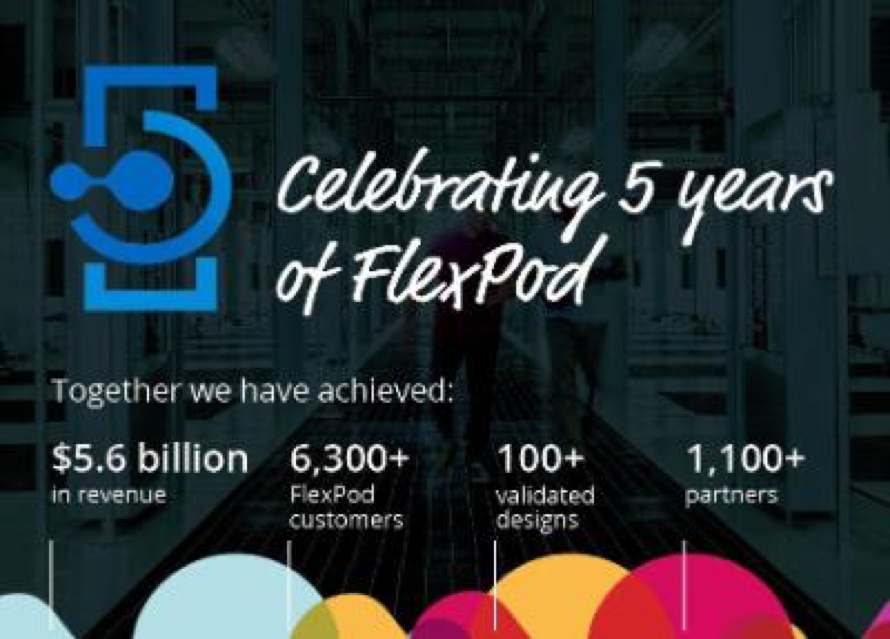 Celebrating 5 years
of FlexPod
Together we have achieved:
$5.6 billion
in revenue
6,300+
FlexPod
customers
100+
validated
designs
1,100+
partners